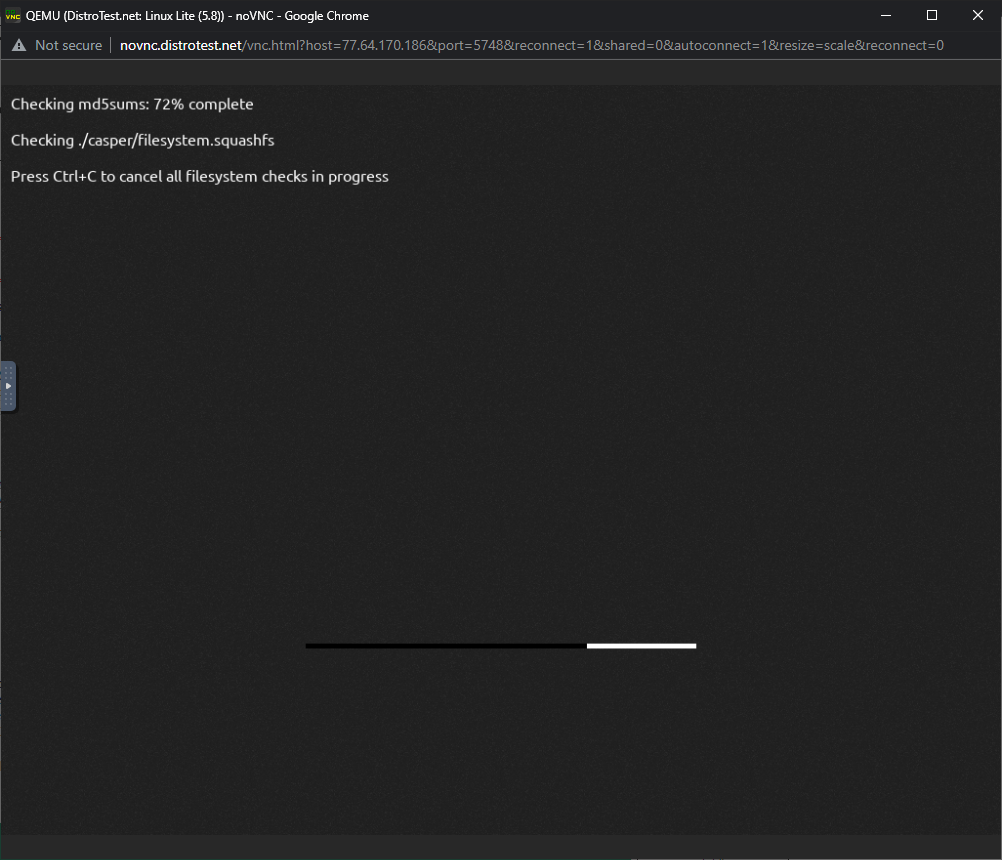 QEMU (DistroTest.net: Linux Lite (5.8)) - noVNC - Google Chrome
Not secure | novnc.distrotest.net/vnc.html?host=77.64.170.186&port=5748&reconnect=1&shared=0&autoconnect=1&resize=scale&reconnect=0
Checking md5sums: 72% complete
Checking ./casper/filesystem.squashfs
Press Ctrl+C to cancel all filesystem checks in progress